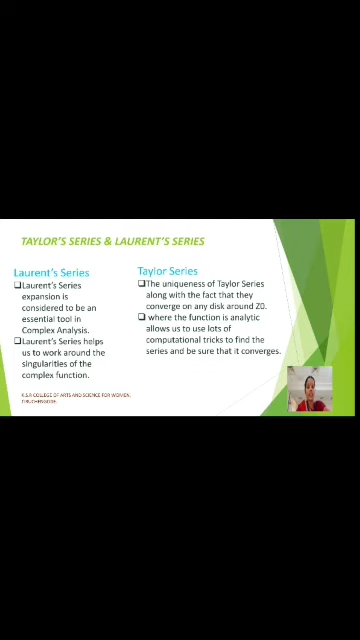 TAYLOR'S SERIES & LAURENT'S SERIES
Laurent's Series
❑Laurent's Series
expansion is
considered to be an
essential tool in
Complex Analysis.
❑Laurent's Series helps
us to work around the
singularities of the
complex function.
Taylor Series
❑The uniqueness of Taylor Series
along with the fact that they
converge on any disk around Z0.
❑ where the function is analytic
allows us to use lots of
computational tricks to find the
series and be sure that it converges.
K.S.R COLLEGE OF ARTS AND SCIENCE FOR WOMEN,
TIRUCHENGODE.